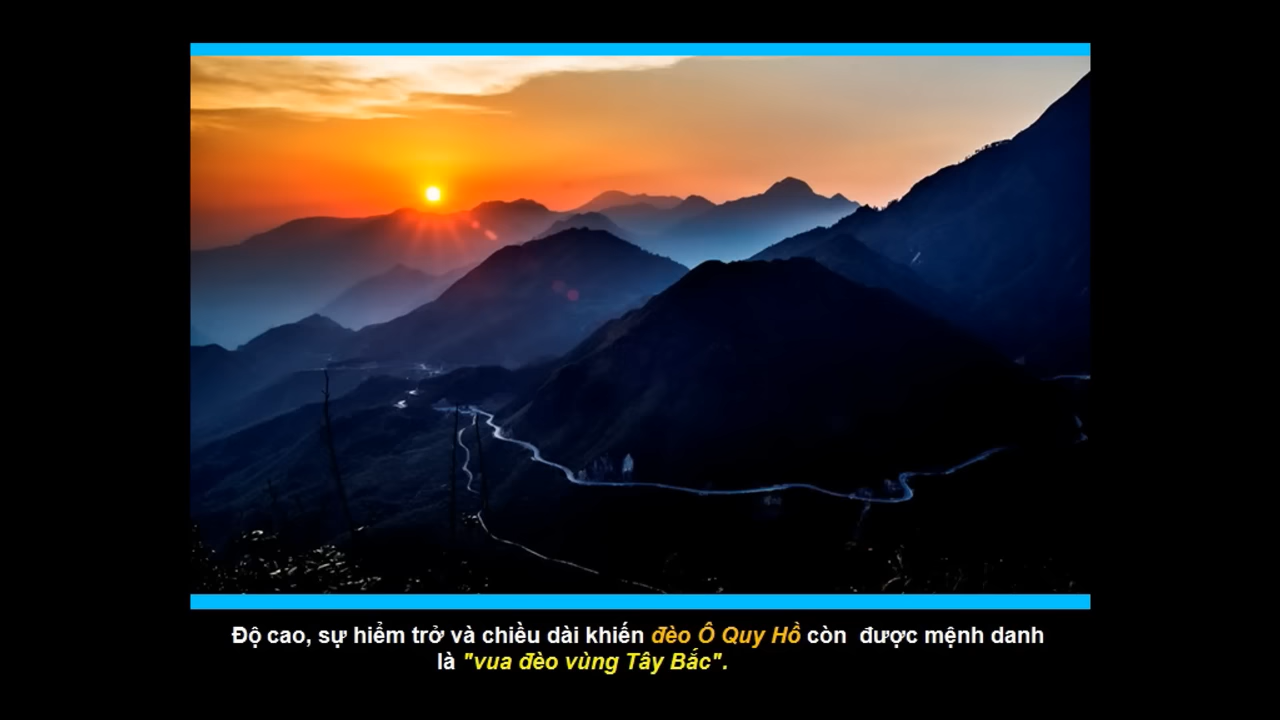 Độ cao, sự hiểm trở và chiều dài khiến đèo Ô Quy Hồ còn  được mệnh danh
là "vua đèo vùng Tây Bắc".